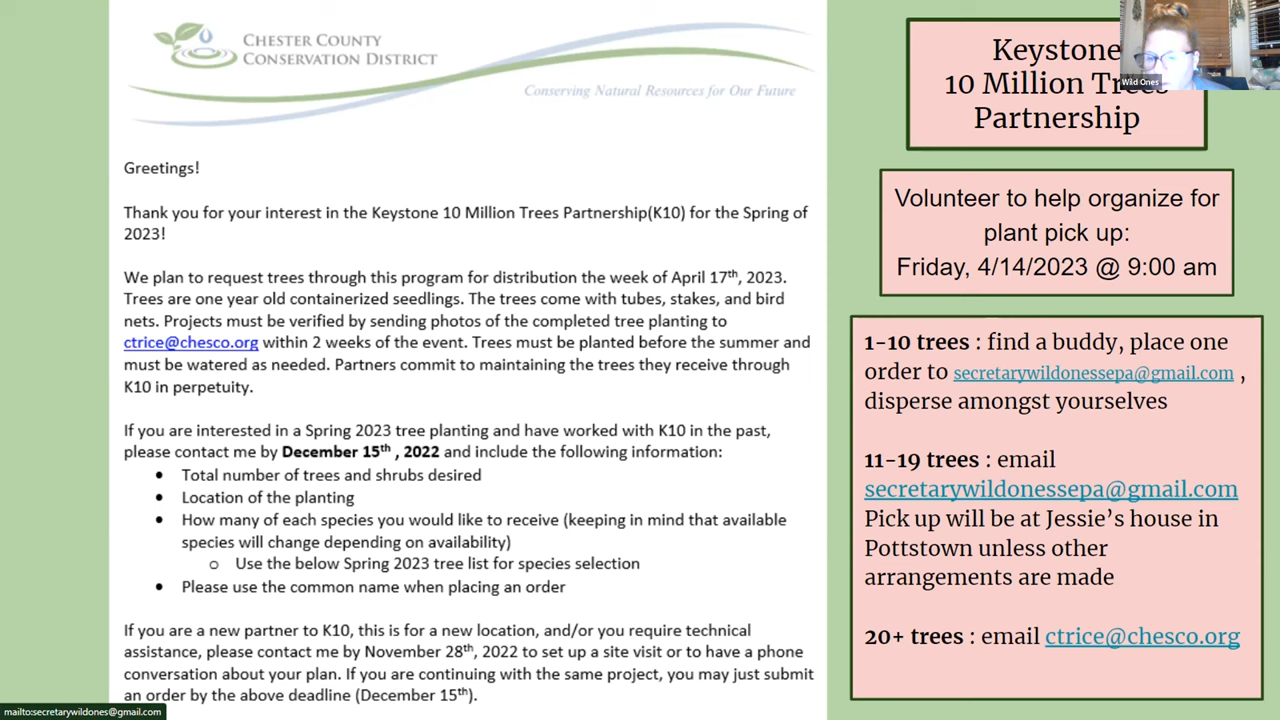 CHESTER COUNTY
CONSERVATION DISTRICT
Conserving Natural Resources for Our Future
Greetings!
Thank you for your interest in the Keystone 10 Million Trees Partnership(K10) for the Spring of
2023!
We plan to request trees through this program for distribution the week of April 17th, 2023.
Trees are one year old containerized seedlings. The trees come with tubes, stakes, and bird
nets. Projects must be verified by sending photos of the completed tree planting to
ctrice@chesco.org within 2 weeks of the event. Trees must be planted before the summer and
must be watered as needed. Partners commit to maintaining the trees they receive through
K10 in perpetuity.
If you are interested in a Spring 2023 tree planting and have worked with K10 in the past,
please contact me by December 15th , 2022 and include the following information:
• Total number of trees and shrubs desired
• Location of the planting
• How many of each species you would like to receive (keeping in mind that available
species will change depending on availability)
o Use the below Spring 2023 tree list for species selection
• Please use the common name when placing an order
If you are a new partner to K10, this is for a new location, and/or you require technical
assistance, please contact me by November 28th, 2022 to set up a site visit or to have a phone
conversation about your plan. If you are continuing with the same project, you may just submit
an order by the above deadline (December 15th).
mailto:secretarywildones@gmail.com
Keystone
10 Million Trees
Partnership
Wild Ones
Volunteer to help organize for
plant pick up:
Friday, 4/14/2023 @ 9:00 am
1-10 trees : find a buddy, place one
order to secretarywildonessepa@gmail.com ,
disperse amongst yourselves
11-19 trees : email
secretarywildonessepa@gmail.com
Pick up will be at Jessie's house in
Pottstown unless other
arrangements are made
20+ trees : email ctrice@chesco.org